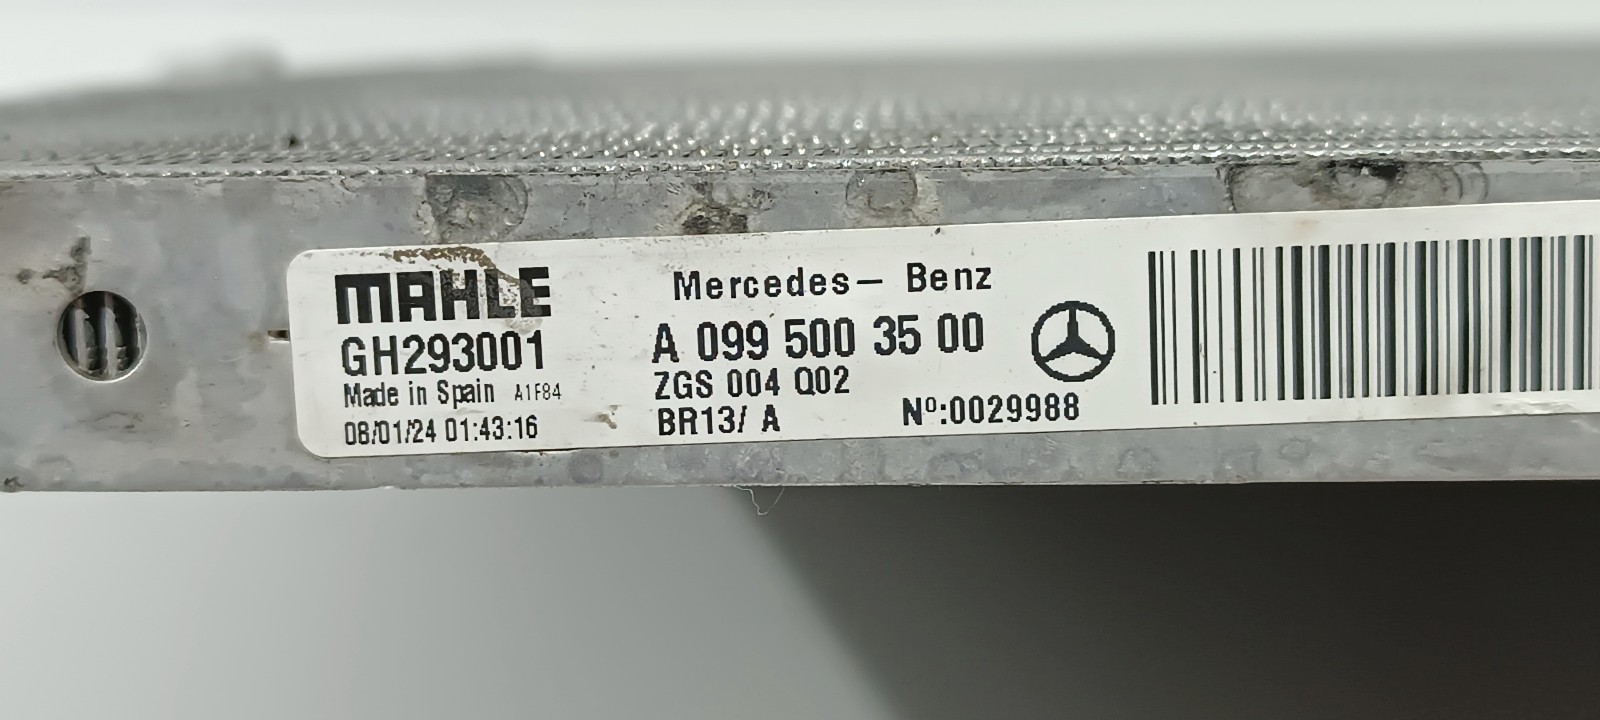 MAHLE
GH293001
Made in Spain A1F84
08/01/24 01:43:16
Mercedes- Benz
A 099 500 35 00
ZGS 004 Q02
BR13/ A
Nº:0029988